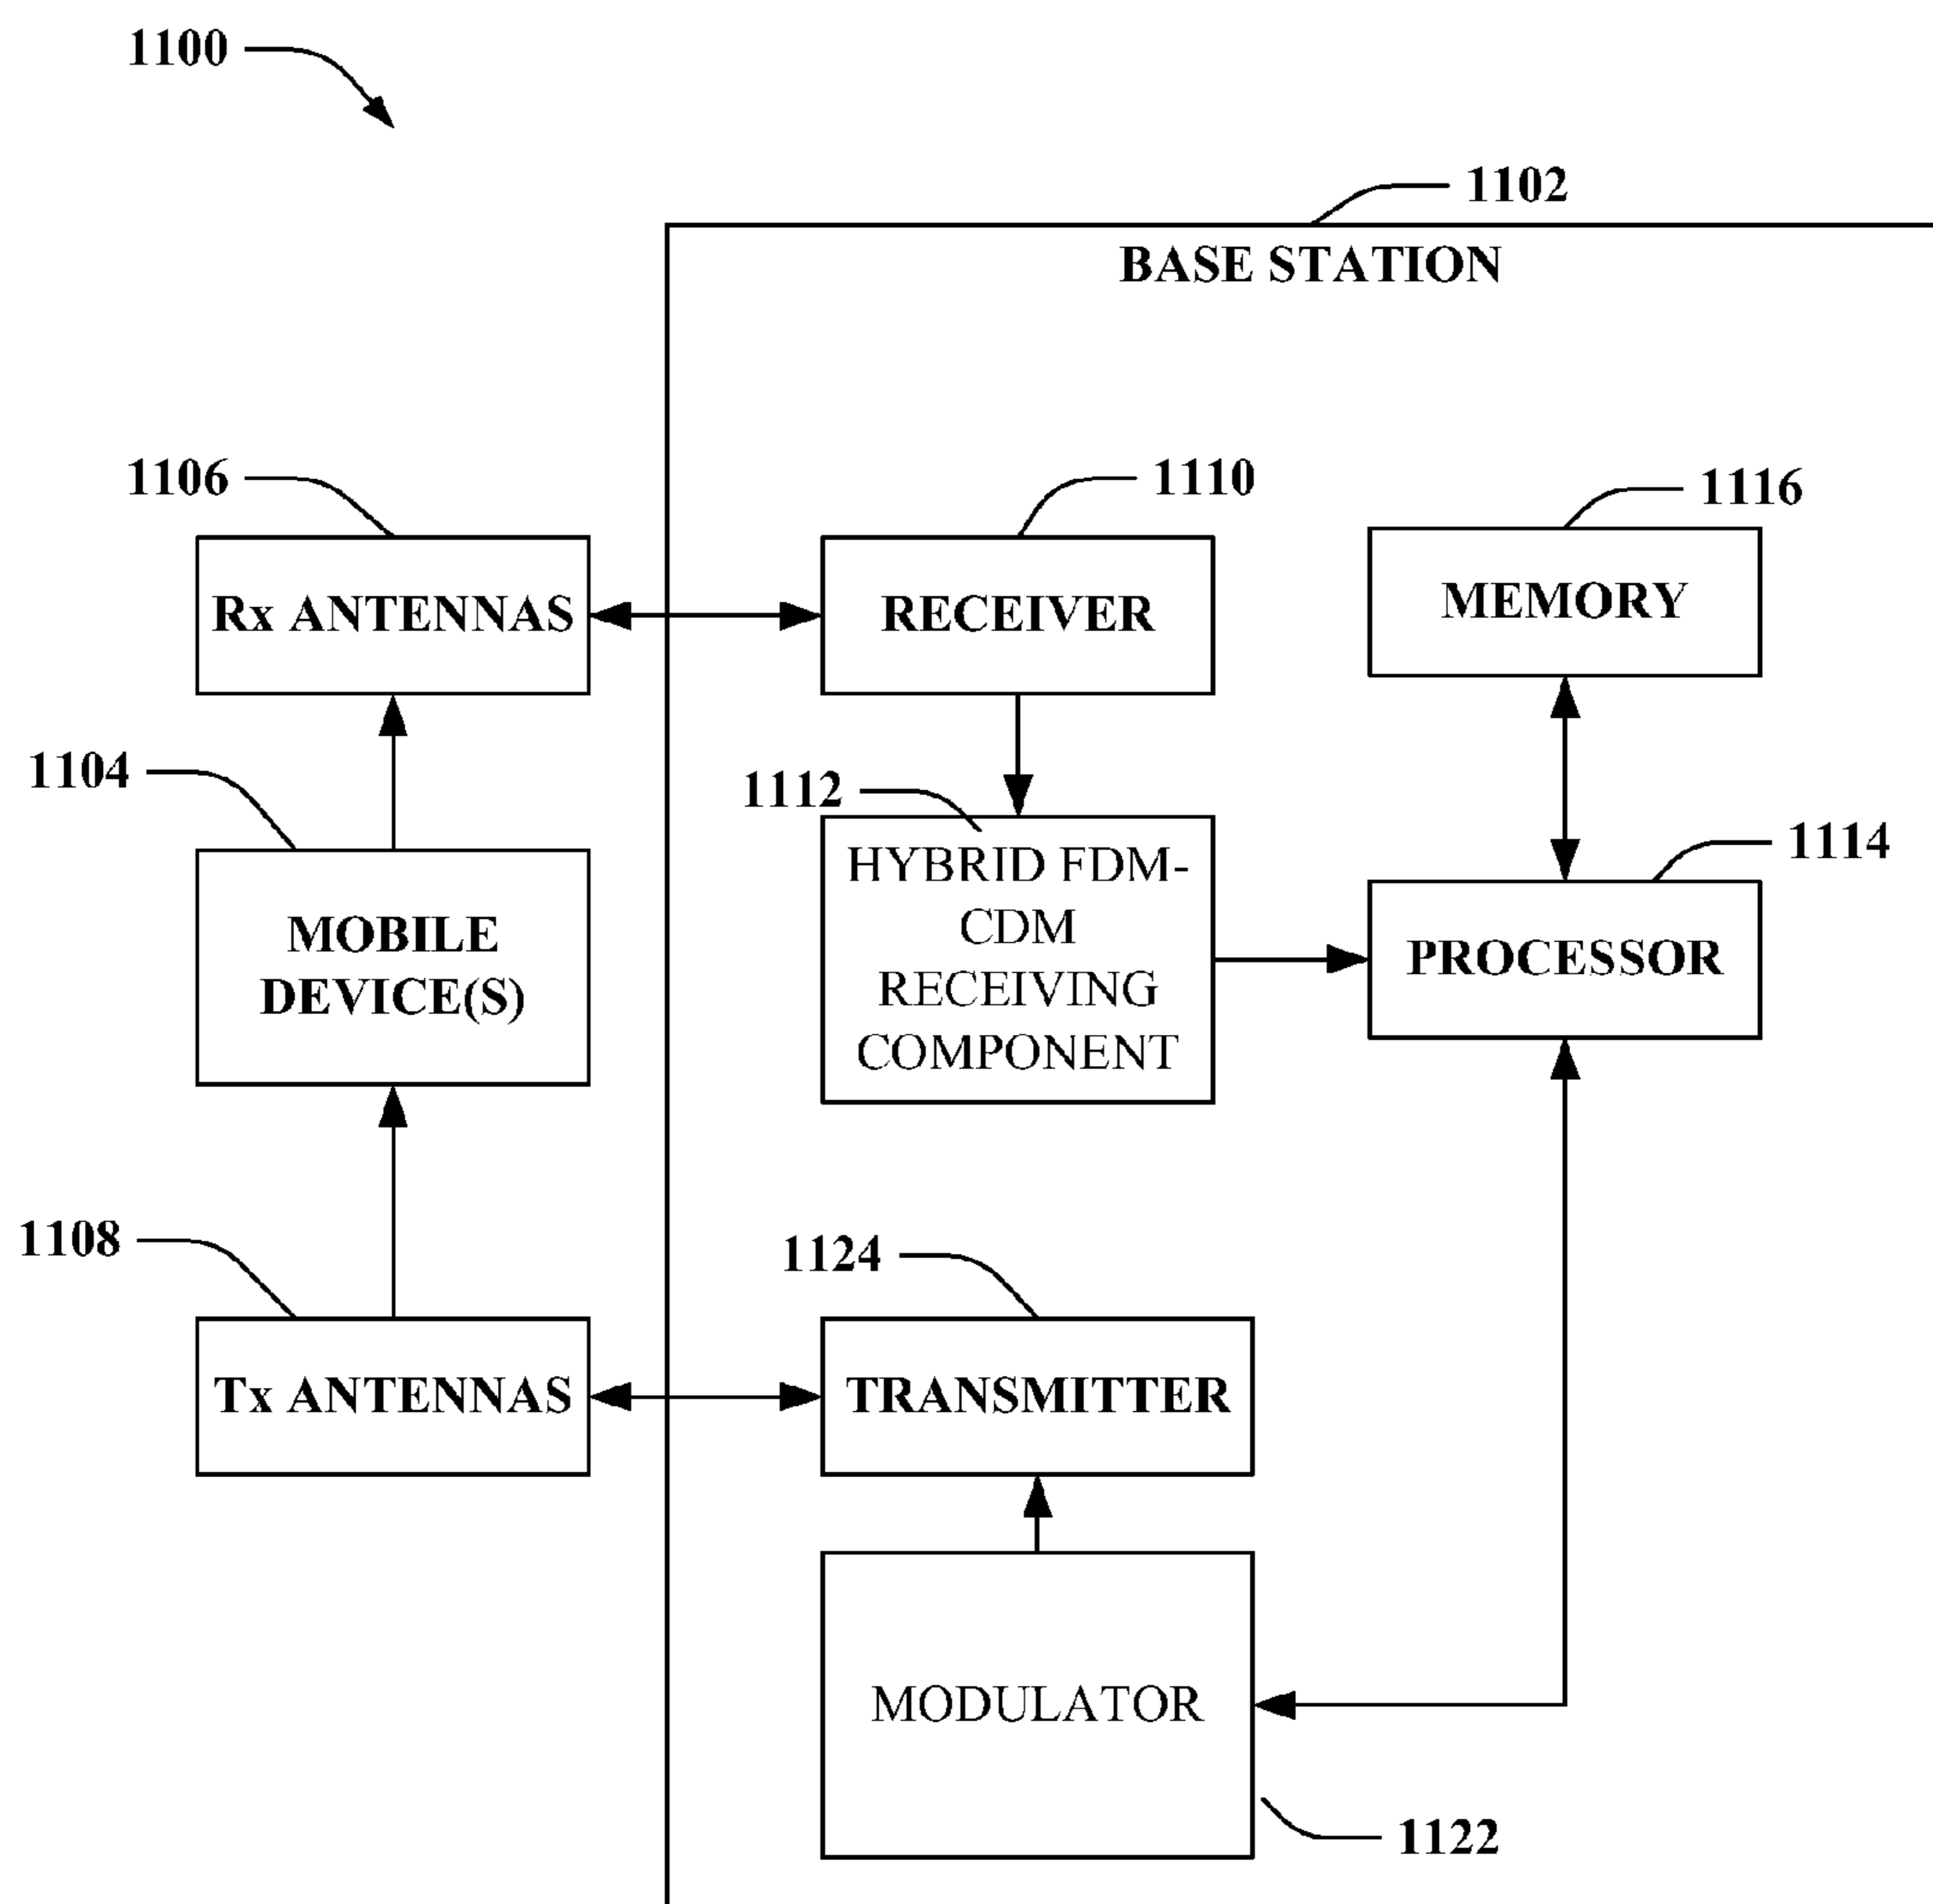 1100
1102
BASE STATION
1106
1110
1116
Rx ANTENNAS
RECEIVER
MEMORY
1104
1112
1114
MOBILE
DEVICE(S)
HYBRID FDM-
CDM
RECEIVING
COMPONENT
PROCESSOR
1108
1124
Tx ANTENNAS
TRANSMITTER
MODULATOR
1122